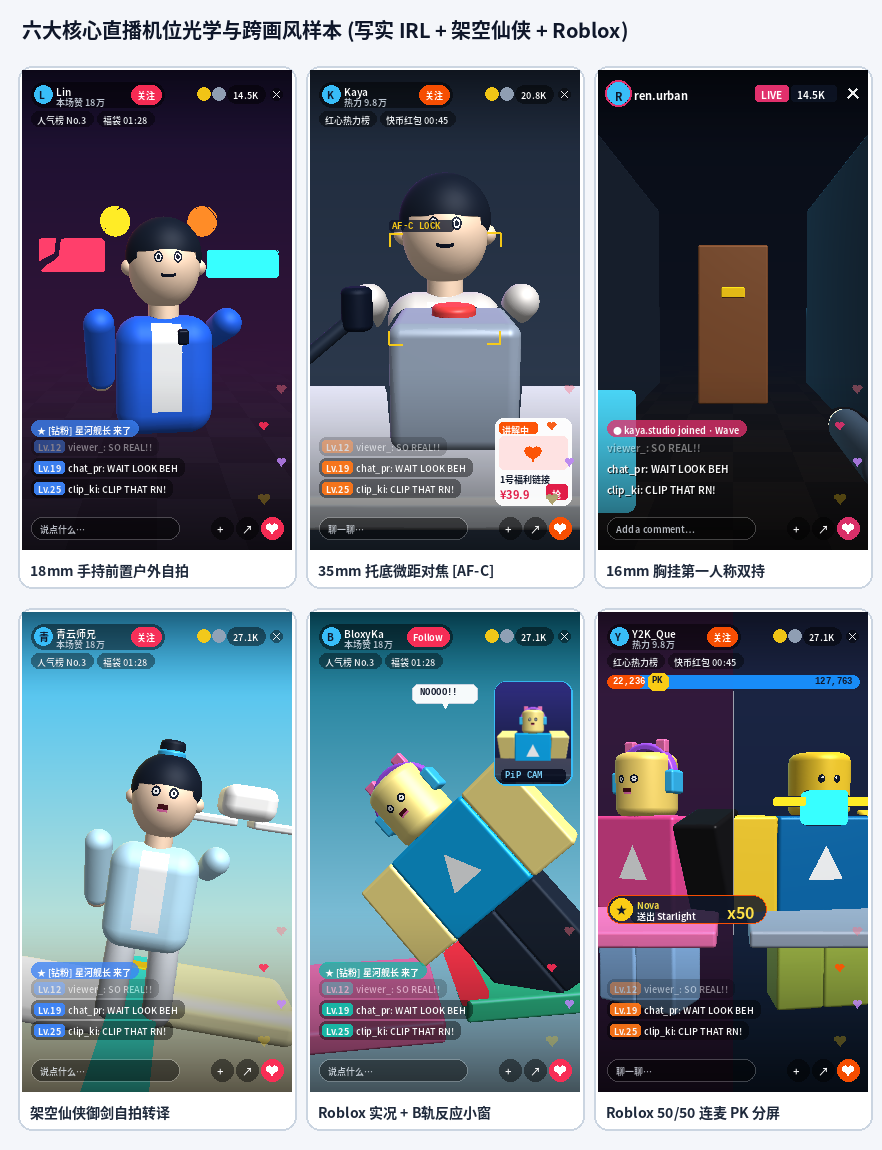 六大核心直播机位光学与跨画风样本 (写实 IRL + 架空仙侠 + Roblox)
L Lin 本场赞 18万 关注 14.5K ×
人气榜 No.3 福袋 01:28
★ [钻粉] 星河舰长 来了
Lv.12 viewer_: SO REAL!!
Lv.19 chat_pr: WAIT LOOK BEH
Lv.25 clip_ki: CLIP THAT RN!
说点什么… + ↗
18mm 手持前置户外自拍
K Kaya 热力 9.8万 关注 20.8K ×
红心热力榜 快币红包 00:45
AF-C LOCK
讲解中
1号福利链接
¥39.9
Lv.12 viewer_: SO REAL!!
Lv.19 chat_pr: WAIT LOOK BEH
Lv.25 clip_ki: CLIP THAT RN!
聊一聊… + ↗
35mm 托底微距对焦 [AF-C]
R ren.urban LIVE 14.5K ×
kaya.studio joined · Wave
viewer_: SO REAL!!
chat_pr: WAIT LOOK BEH
clip_ki: CLIP THAT RN!
Add a comment… + ↗
16mm 胸挂第一人称双持
青 青云师兄 本场赞 18万 关注 27.1K ×
人气榜 No.3 福袋 01:28
★ [钻粉] 星河舰长 来了
Lv.12 viewer_: SO REAL!!
Lv.19 chat_pr: WAIT LOOK BEH
Lv.25 clip_ki: CLIP THAT RN!
说点什么… + ↗
架空仙侠御剑自拍转译
B BloxyKa 本场赞 18万 Follow 27.1K ×
人气榜 No.3 福袋 01:28
NOOOO!!
PiP CAM
★ [钻粉] 星河舰长 来了
Lv.12 viewer_: SO REAL!!
Lv.19 chat_pr: WAIT LOOK BEH
Lv.25 clip_ki: CLIP THAT RN!
说点什么… + ↗
Roblox 实况 + B轨反应小窗
Y Y2K_Que 热力 9.8万 关注 27.1K ×
红心热力榜 快币红包 00:45
22,236 PK 127,763
★ Nova
送出 Starlight x50
Lv.12 viewer_: SO REAL!!
Lv.19 chat_pr: WAIT LOOK BEH
Lv.25 clip_ki: CLIP THAT RN!
聊一聊… + ↗
Roblox 50/50 连麦 PK 分屏